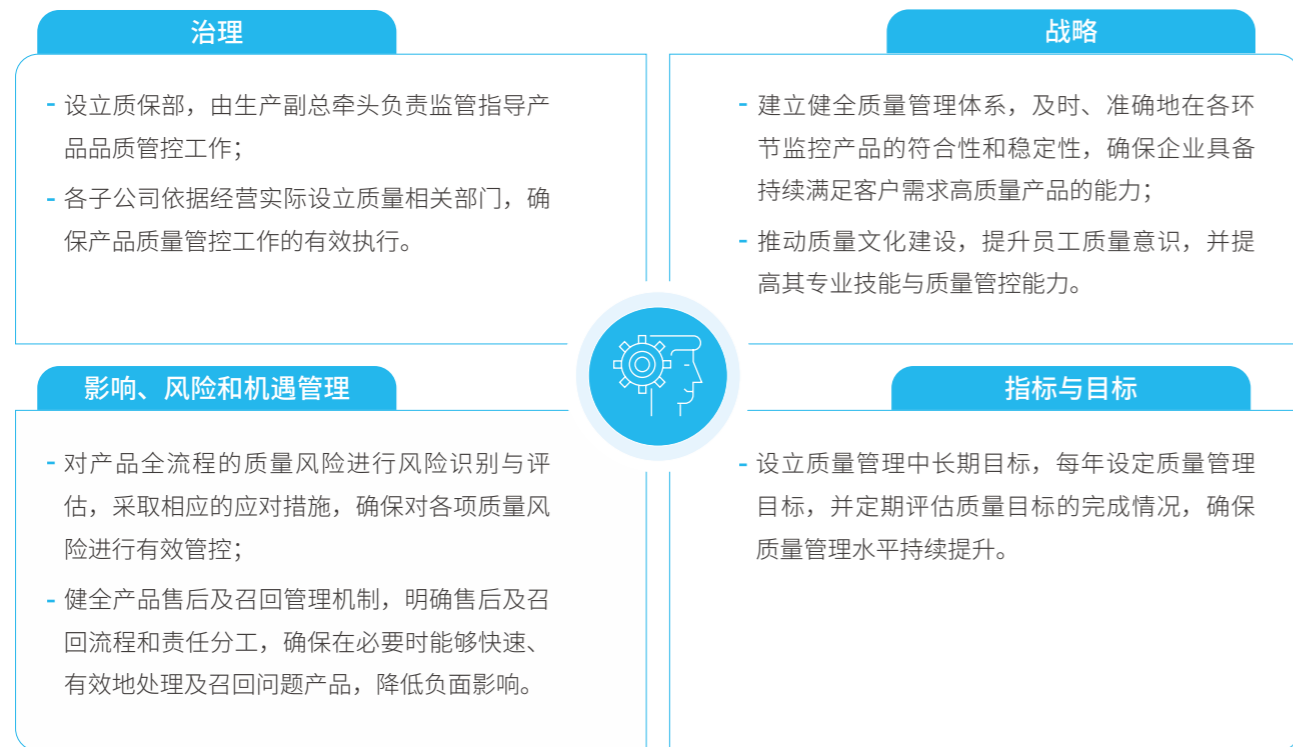 治理
- 设立质保部，由生产副总牵头负责监管指导产
品品质管控工作；
- 各子公司依据经营实际设立质量相关部门，确
保产品质量管控工作的有效执行。
战略
- 建立健全质量管理体系，及时、准确地在各环
节监控产品的符合性和稳定性，确保企业具备
持续满足客户需求高质量产品的能力；
- 推动质量文化建设，提升员工质量意识，并提
高其专业技能与质量管控能力。
影响、风险和机遇管理
- 对产品全流程的质量风险进行风险识别与评
估，采取相应的应对措施，确保对各项质量风
险进行有效管控；
- 健全产品售后及召回管理机制，明确售后及召
回流程和责任分工，确保在必要时能够快速、
有效地处理及召回问题产品，降低负面影响。
指标与目标
- 设立质量管理中长期目标，每年设定质量管理
目标，并定期评估质量目标的完成情况，确保
质量管理水平持续提升。